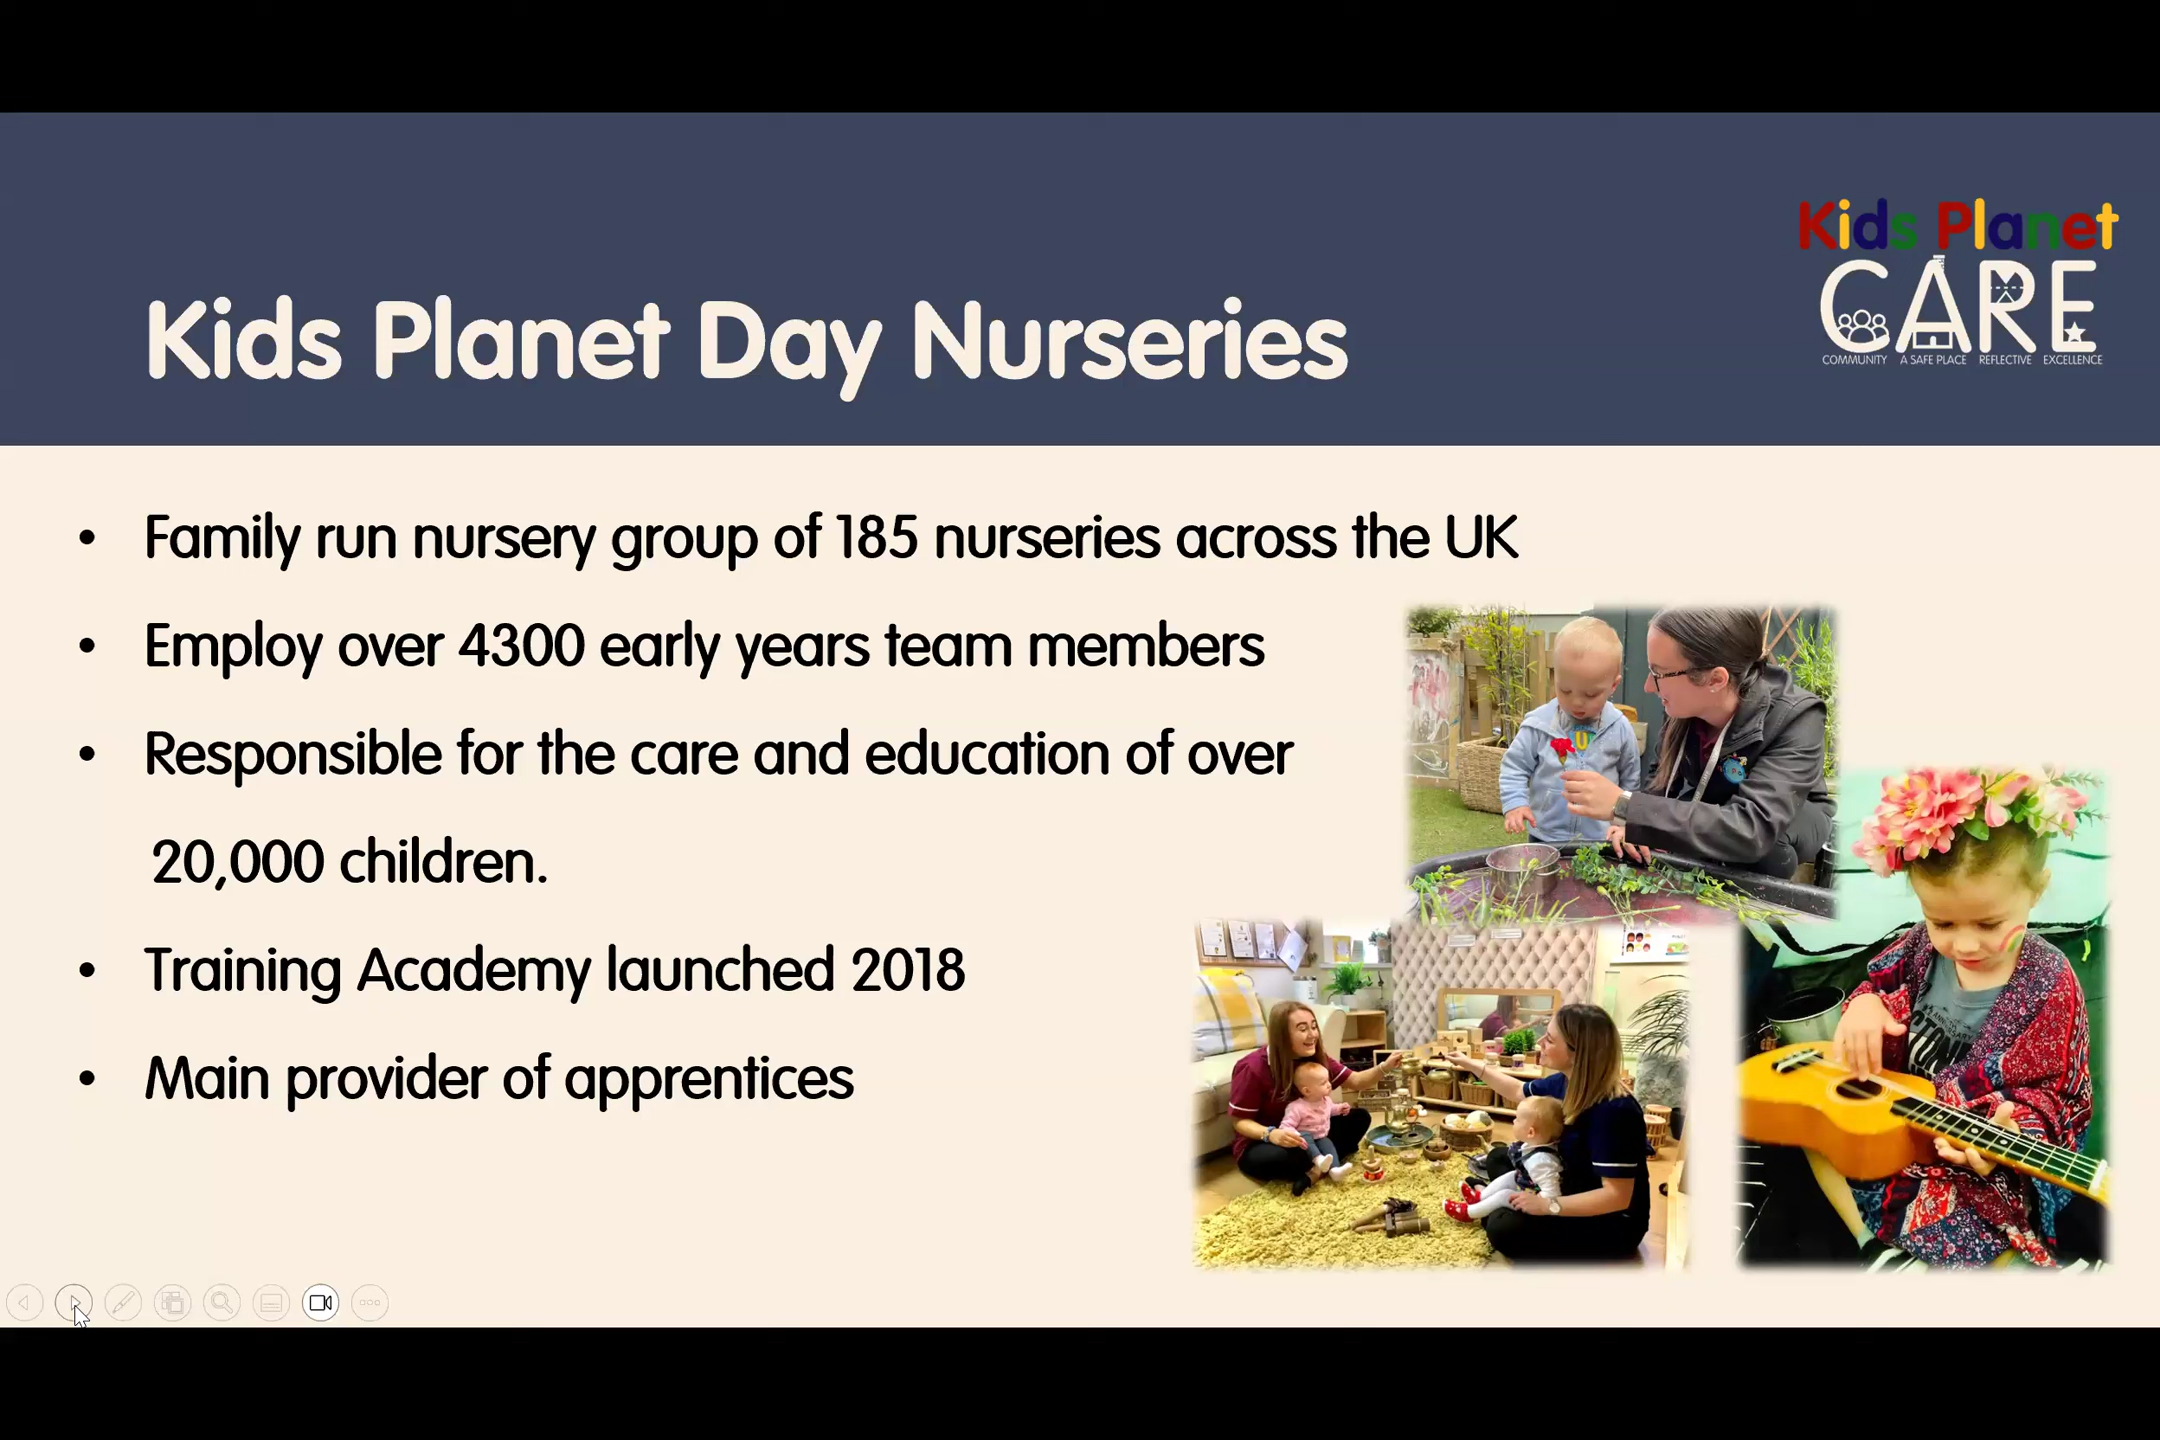 Kids Planet
CARE
COMMUNITY A SAFE PLACE REFLECTIVE EXCELLENCE
Kids Planet Day Nurseries
• Family run nursery group of 185 nurseries across the UK
• Employ over 4300 early years team members
• Responsible for the care and education of over
20,000 children.
• Training Academy launched 2018
• Main provider of apprentices